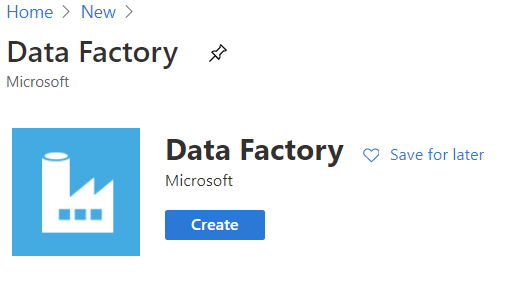 Home > New >
Data Factory
Microsoft
Data Factory
Save for later
Microsoft
Create